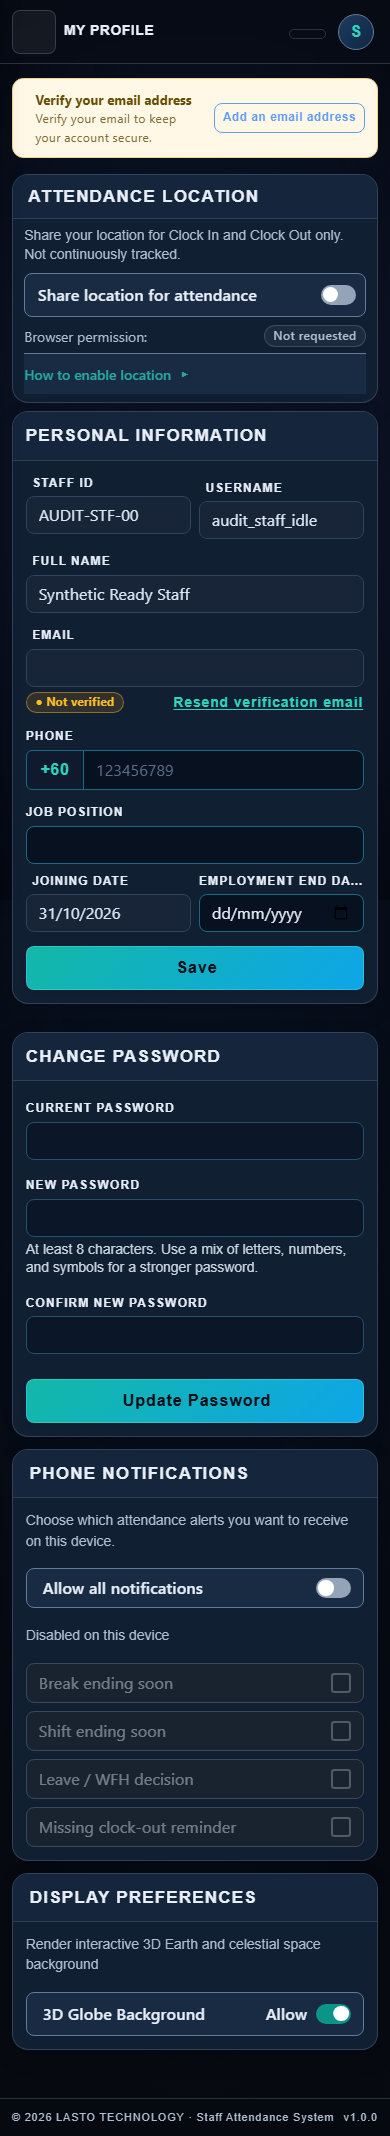 MY PROFILE
S
Verify your email address
Verify your email to keep
your account secure.
Add an email address
ATTENDANCE LOCATION
Share your location for Clock In and Clock Out only.
Not continuously tracked.
Share location for attendance
Browser permission:
Not requested
How to enable location ▸
PERSONAL INFORMATION
STAFF ID
USERNAME
AUDIT-STF-00
audit_staff_idle
FULL NAME
Synthetic Ready Staff
EMAIL
● Not verified
Resend verification email
PHONE
+60
123456789
JOB POSITION
JOINING DATE
EMPLOYMENT END DA...
31/10/2026
dd/mm/yyyy
Save
CHANGE PASSWORD
CURRENT PASSWORD
NEW PASSWORD
At least 8 characters. Use a mix of letters, numbers,
and symbols for a stronger password.
CONFIRM NEW PASSWORD
Update Password
PHONE NOTIFICATIONS
Choose which attendance alerts you want to receive
on this device.
Allow all notifications
Disabled on this device
Break ending soon
Shift ending soon
Leave / WFH decision
Missing clock-out reminder
DISPLAY PREFERENCES
Render interactive 3D Earth and celestial space
background
3D Globe Background
Allow
© 2026 LASTO TECHNOLOGY · Staff Attendance System v1.0.0